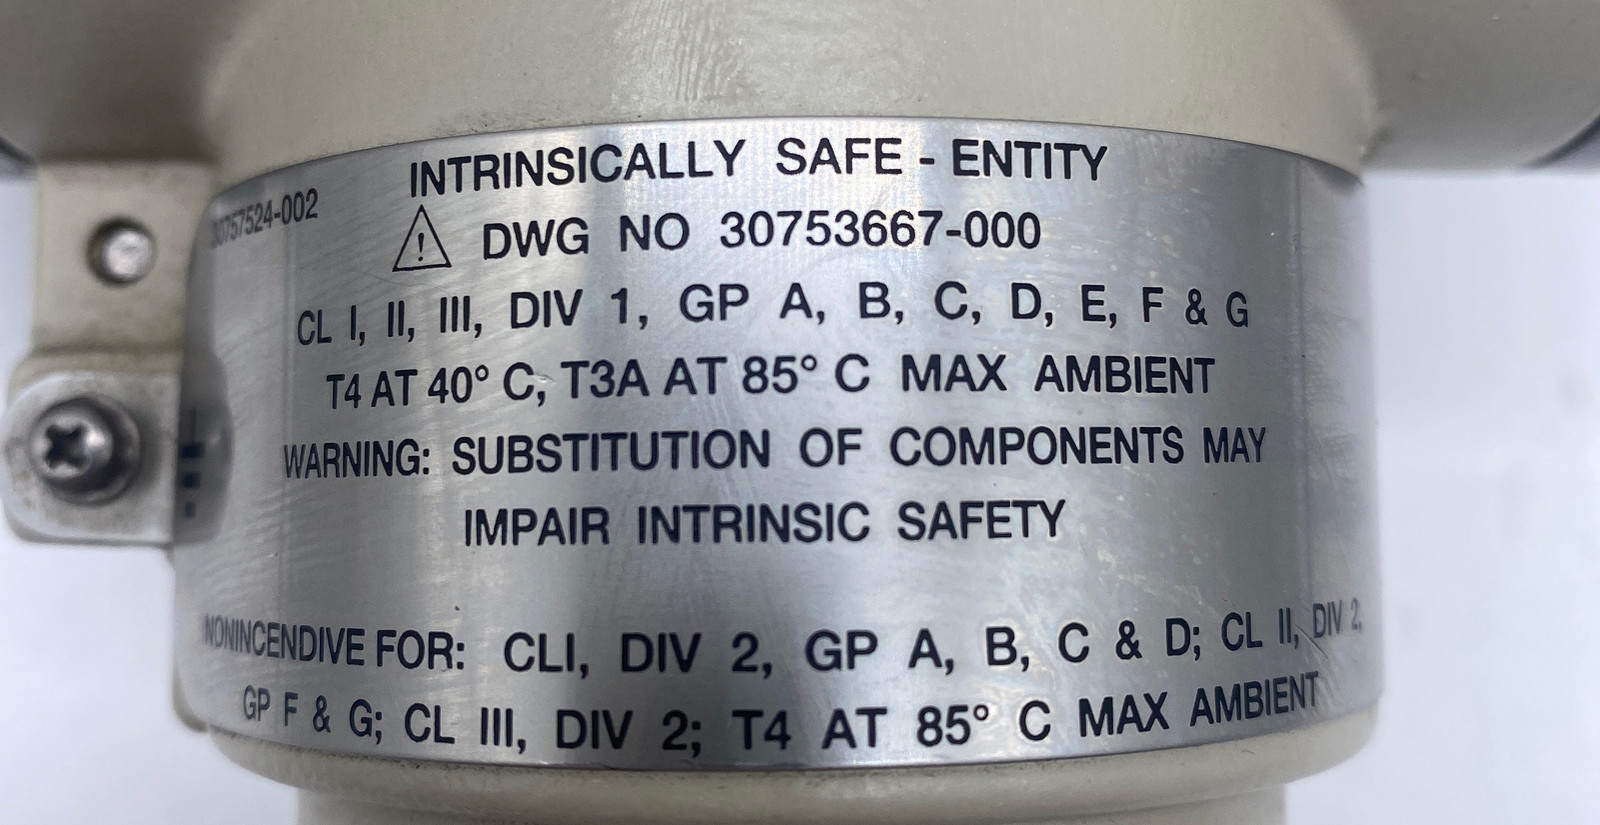 INTRINSICALLY SAFE - ENTITY
30757524-002
DWG NO 30753667-000
CL I, II, III, DIV 1, GP A, B, C, D, E, F & G
T4 AT 40° C, T3A AT 85° C MAX AMBIENT
WARNING: SUBSTITUTION OF COMPONENTS MAY
IMPAIR INTRINSIC SAFETY
NONINCENDIVE FOR: CLI, DIV 2, GP A, B, C & D; CL II, DIV 2,
GP F & G; CL III, DIV 2; T4 AT 85° C MAX AMBIENT